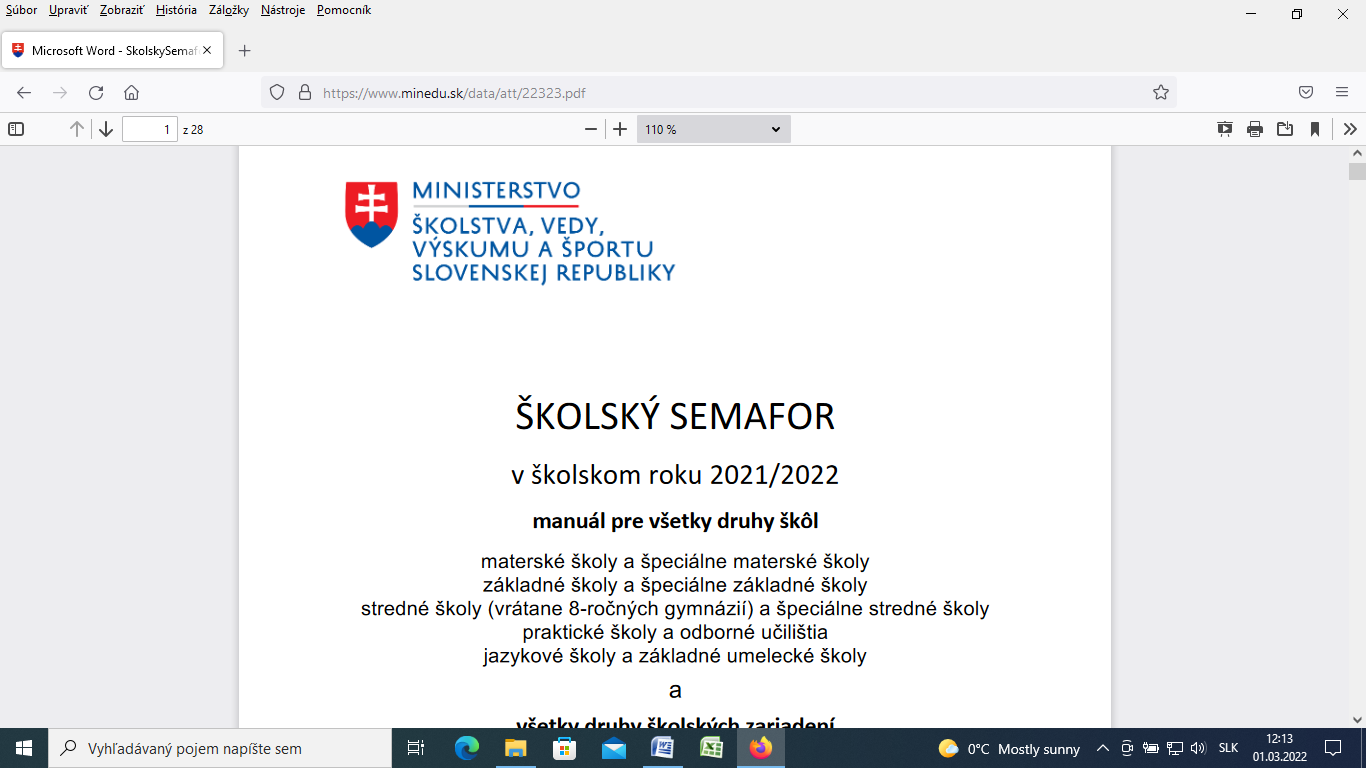 Súbor Upraviť Zobraziť História Záložky Nástroje Pomocník
Microsoft Word - SkolskySemaf
https://www.minedu.sk/data/att/22323.pdf
1 z 28
110 %
MINISTERSTVO
ŠKOLSTVA, VEDY,
VÝSKUMU A ŠPORTU
SLOVENSKEJ REPUBLIKY
ŠKOLSKÝ SEMAFOR
v školskom roku 2021/2022
manuál pre všetky druhy škôl
materské školy a špeciálne materské školy
základné školy a špeciálne základné školy
stredné školy (vrátane 8-ročných gymnázií) a špeciálne stredné školy
praktické školy a odborné učilištia
jazykové školy a základné umelecké školy
a
všetky druhy školských zariadení
Vyhľadávaný pojem napíšte sem
0°C Mostly sunny
SLK
12:13
01.03.2022